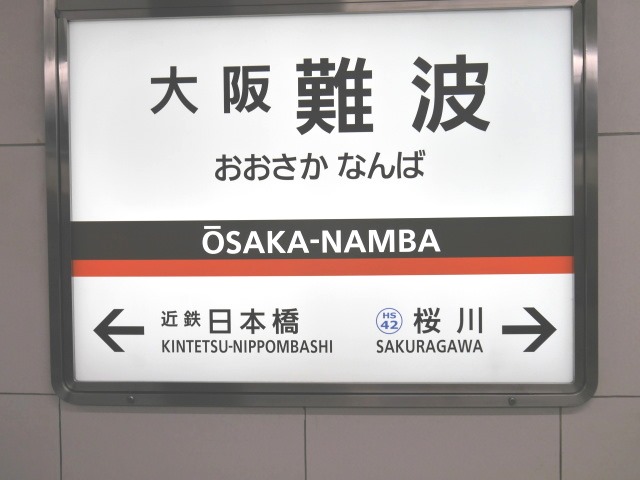 大阪難波
おおさか なんば
ŌSAKA-NAMBA
近鉄日本橋
KINTETSU-NIPPOMBASHI
HS
42
桜川
SAKURAGAWA